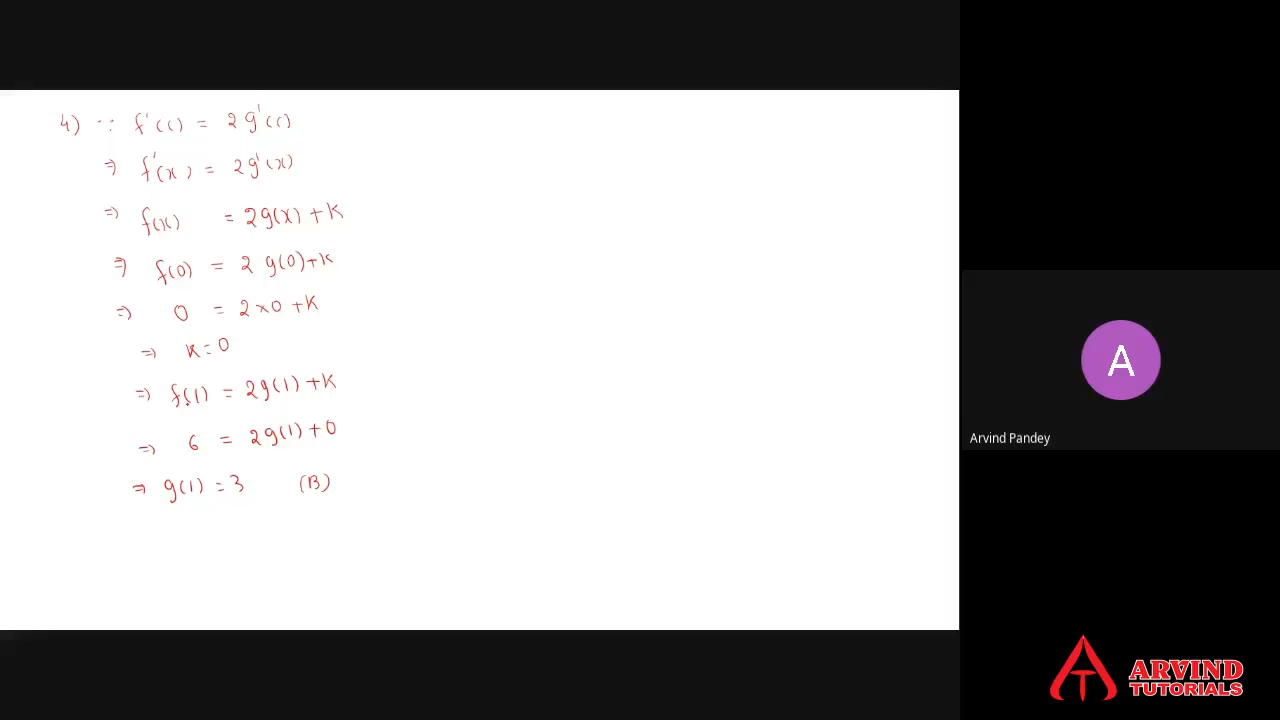 4) ∵ f'(c) = 2g'(c)
⇒ f'(x) = 2g'(x)
⇒ f(x) = 2g(x) + K
⇒ f(0) = 2 g(0)+K
⇒ 0 = 2×0 + K
⇒ K = 0
⇒ f(1) = 2g(1) + K
⇒ 6 = 2g(1) + 0
⇒ g(1) = 3 (B)
A
Arvind Pandey
ARVIND
TUTORIALS